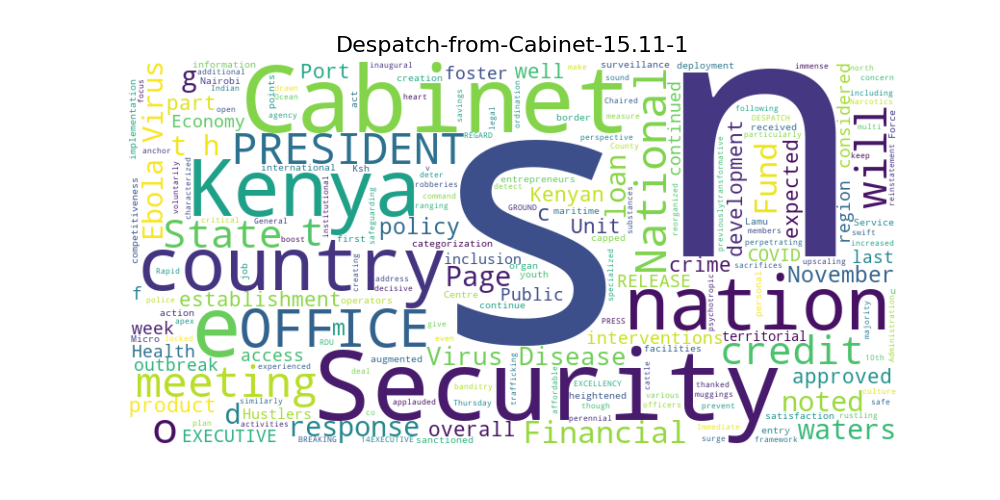 Despatch-from-Cabinet-15.11-1
implementation
focus
Ebola Virus
information
additional
Nairobi
Indian
g
part
open
Economy
anchor
t h
voluntarily
characterized
Cabinet
drawn
Ocean
agency
points
inaugural
Port
creation
act
heart
foster
well
savings
legal
ordination
REGARD
surveillance
deployment
sound
Chaired
measure
border
perspective
County
National
continued
n
immense
make
north
concern
considered
including
Narcotics
multi
Force
Will
keep
reinstatement
following
DESPATCH
received
particularly
PRESIDENT
international
Ksh
v
deter
robberies
command
ranging
Kenya
institutional
safeguarding
critical
General
boost
first
State
t
policy
categorization
competitiveness
S
entrepreneurs
detect
Kenyan
GROUND
c
maritime
Unit
capped
loan
substances
reorganized
previously
transformative
development
Fund
expected
Lamu
members
perpetrating
COVID
upscaling
sacrifices
region
Service
swift
increased
last
November
country
Rapid
job
creating
address
decisive
inclusion
organ
youth
Page
Centre
Public
continue
specialized
RELEASE
crime
psychotropic
personal
f
police
action
apex
establishment
operators
e
OFFICE
m
RDU
give
even
PRESS
nation
Administration
majority
10th
week
Micro
Health
outbreak
experienced
access
augmented
deal
Virus Disease
interventions
territorial
facilities
credit
approved
meeting
similarly
Security
banditry
trafficking
Thursday
applauded
affordable
EXCELLENCY
heightened
though
perennial
cattle
various
officers
thanked
muggings
prevent
noted
culture
safe
rustling
product
plan
d
Hustlers
activities
o
EXECUTIVE
response
BREAKING
co
T4EXECUTIVE
overall
sanctioned
Financial
Immediate
surge
satisfaction
entry
framework
waters